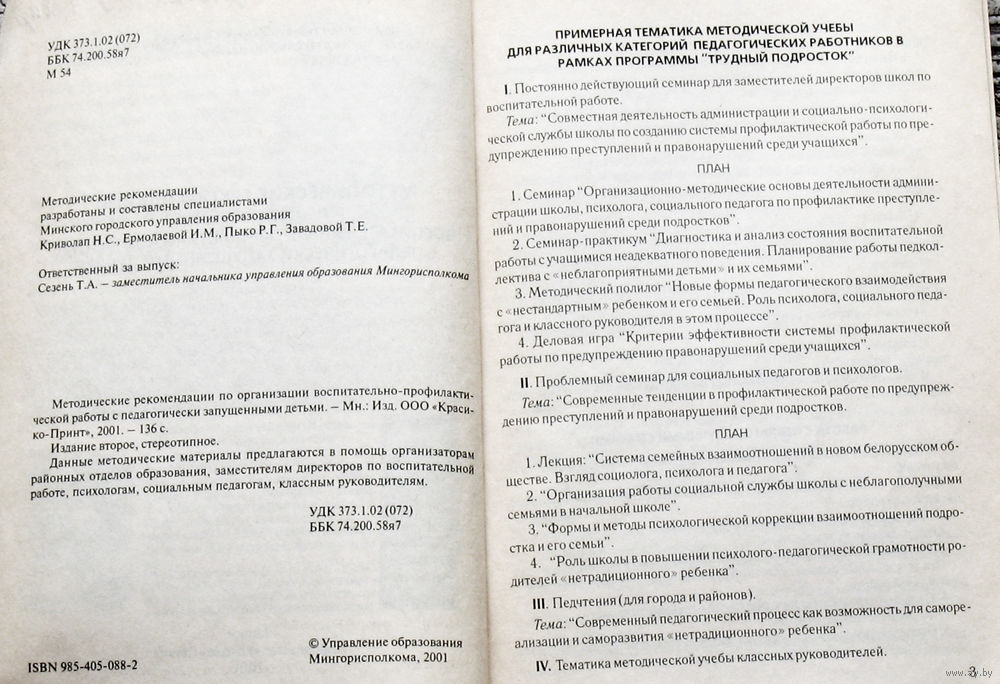 УДК 373.1.02 (072)
ББК 74.200.58я7
М 54
Методические рекомендации
разработаны и составлены специалистами
Минского городского управления образования
Криволап Н.С., Ермолаевой И.М., Пыко Р.Г., Завадовой Т.Е.
Ответственный за выпуск:
Сезень Т.А. – заместитель начальника управления образования Мингорисполкома
Методические рекомендации по организации воспитательно-профилакти-
ческой работы с педагогически запущенными детьми. – Мн.: Изд. ООО «Краси-
ко-Принт», 2001. – 136 с.
Издание второе, стереотипное.
Данные методические материалы предлагаются в помощь организаторам
районных отделов образования, заместителям директоров по воспитательной
работе, психологам, социальным педагогам, классным руководителям.
УДК 373.1.02 (072)
ББК 74.200.58я7
© Управление образования
Мингорисполкома, 2001
ISBN 985-405-088-2
ПРИМЕРНАЯ ТЕМАТИКА МЕТОДИЧЕСКОЙ УЧЕБЫ
ДЛЯ РАЗЛИЧНЫХ КАТЕГОРИЙ ПЕДАГОГИЧЕСКИХ РАБОТНИКОВ В
РАМКАХ ПРОГРАММЫ "ТРУДНЫЙ ПОДРОСТОК"
I. Постоянно действующий семинар для заместителей директоров школ по
воспитательной работе.
Тема: "Совместная деятельность администрации и социально-психологи-
ческой службы школы по созданию системы профилактической работы по пре-
дупреждению преступлений и правонарушений среди учащихся".
ПЛАН
1. Семинар "Организационно-методические основы деятельности админи-
страции школы, психолога, социального педагога по профилактике преступле-
ний и правонарушений среди подростков".
2. Семинар-практикум "Диагностика и анализ состояния воспитательной
работы с учащимися неадекватного поведения. Планирование работы педкол-
лектива с «неблагоприятными детьми» и их семьями".
3. Методический полилог "Новые формы педагогического взаимодействия
с «нестандартным» ребенком и его семьей. Роль психолога, социального педа-
гога и классного руководителя в этом процессе".
4. Деловая игра "Критерии эффективности системы профилактической
работы по предупреждению правонарушений среди учащихся".
II. Проблемный семинар для социальных педагогов и психологов.
Тема: "Современные тенденции в профилактической работе по предупреж-
дению преступлений и правонарушений среди подростков.
ПЛАН
1. Лекция: "Система семейных взаимоотношений в новом белорусском об-
ществе. Взгляд социолога, психолога и педагога".
2. "Организация работы социальной службы школы с неблагополучными
семьями в начальной школе".
3. "Формы и методы психологической коррекции взаимоотношений подро-
стка и его семьи".
4. "Роль школы в повышении психолого-педагогической грамотности ро-
дителей «нетрадиционного» ребенка".
III. Педчтения (для города и районов).
Тема: "Современный педагогический процесс как возможность для саморе-
ализации и саморазвития «нетрадиционного» ребенка".
IV. Тематика методической учебы классных руководителей.
3
www.ay.by